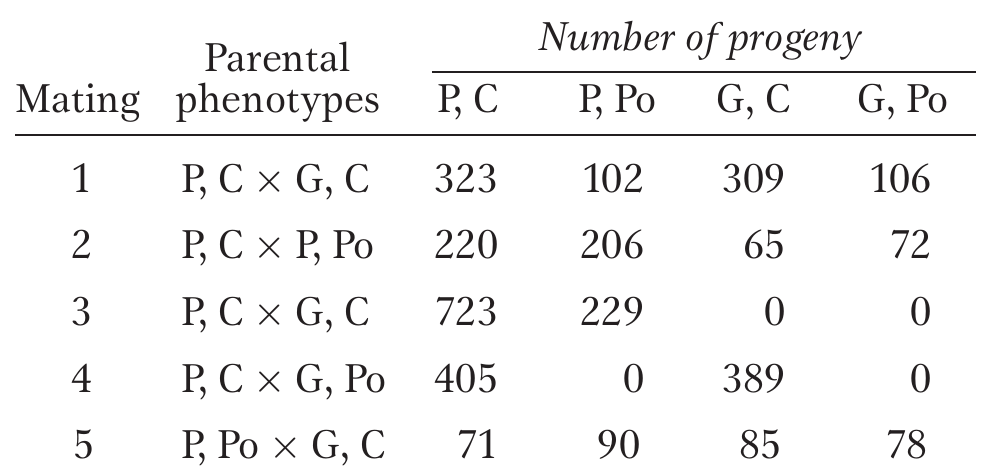 Number of progeny
Parental
Mating phenotypes P, C P, Po G, C G, Po
1 P, C × G, C 323 102 309 106
2 P, C × P, Po 220 206 65 72
3 P, C × G, C 723 229 0 0
4 P, C × G, Po 405 0 389 0
5 P, Po × G, C 71 90 85 78